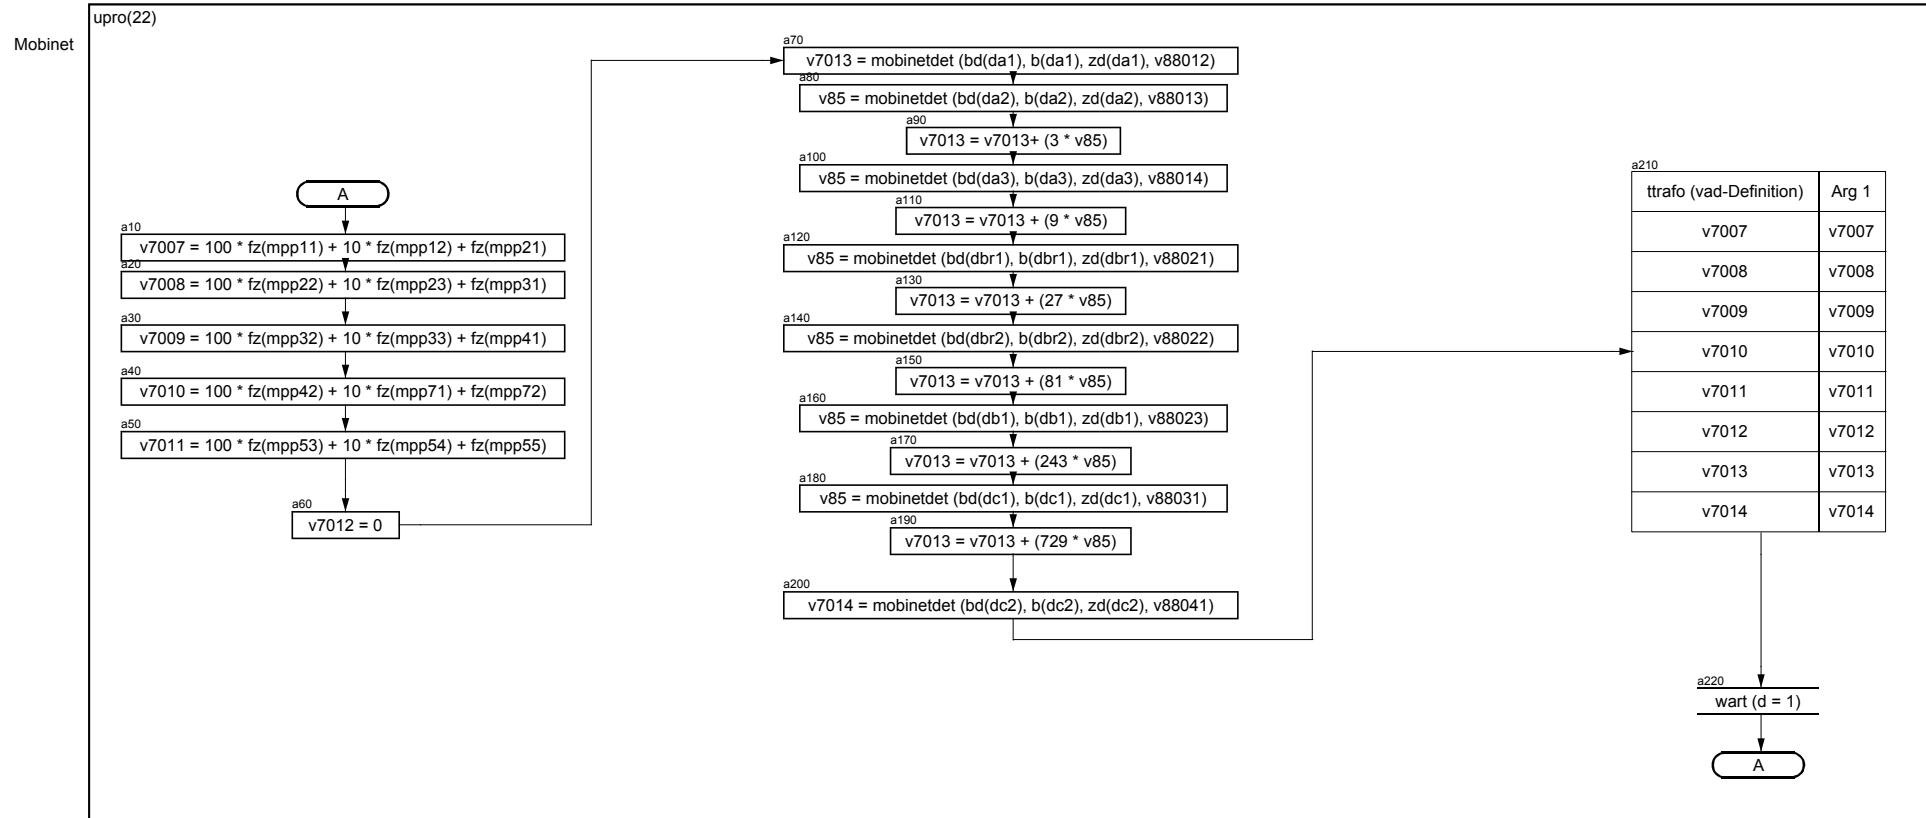 upro(22)
Mobinet
A
a10
v7007 = 100 * fz(mpp11) + 10 * fz(mpp12) + fz(mpp21)
a20
v7008 = 100 * fz(mpp22) + 10 * fz(mpp23) + fz(mpp31)
a30
v7009 = 100 * fz(mpp32) + 10 * fz(mpp33) + fz(mpp41)
a40
v7010 = 100 * fz(mpp42) + 10 * fz(mpp71) + fz(mpp72)
a50
v7011 = 100 * fz(mpp53) + 10 * fz(mpp54) + fz(mpp55)
a60
v7012 = 0
a70
v7013 = mobinetdet (bd(da1), b(da1), zd(da1), v88012)
a80
v85 = mobinetdet (bd(da2), b(da2), zd(da2), v88013)
a90
v7013 = v7013+ (3 * v85)
a100
v85 = mobinetdet (bd(da3), b(da3), zd(da3), v88014)
a110
v7013 = v7013 + (9 * v85)
a120
v85 = mobinetdet (bd(dbr1), b(dbr1), zd(dbr1), v88021)
a130
v7013 = v7013 + (27 * v85)
a140
v85 = mobinetdet (bd(dbr2), b(dbr2), zd(dbr2), v88022)
a150
v7013 = v7013 + (81 * v85)
a160
v85 = mobinetdet (bd(db1), b(db1), zd(db1), v88023)
a170
v7013 = v7013 + (243 * v85)
a180
v85 = mobinetdet (bd(dc1), b(dc1), zd(dc1), v88031)
a190
v7013 = v7013 + (729 * v85)
a200
v7014 = mobinetdet (bd(dc2), b(dc2), zd(dc2), v88041)
a210
ttrafo (vad-Definition) Arg 1
v7007 v7007
v7008 v7008
v7009 v7009
v7010 v7010
v7011 v7011
v7012 v7012
v7013 v7013
v7014 v7014
a220
wart (d = 1)
A